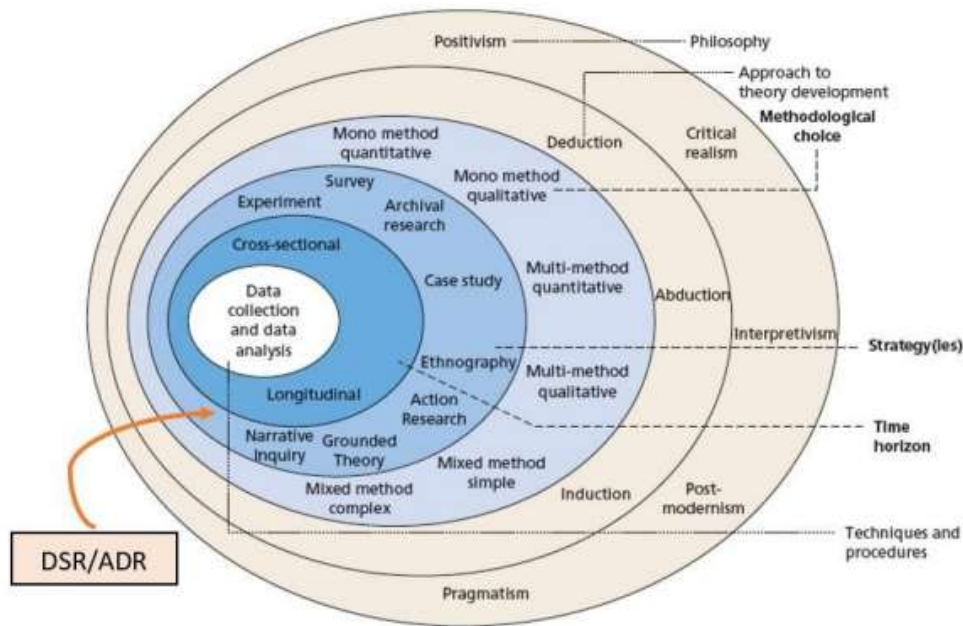 Positivism
Philosophy
Approach to
theory development
Methodological
choice
Mono method
quantitative
Deduction
Critical
realism
Survey
Mono method
qualitative
Experiment
Archival
research
Cross-sectional
Case study
Multi-method
quantitative
Data
collection
and data
analysis
Abduction
Interpretivism
Strategy(ies)
Ethnography
Multi-method
qualitative
Longitudinal
Action
Research
Time
horizon
Narrative
Inquiry
Grounded
Theory
Mixed method
simple
Mixed method
complex
Induction
Post-
modernism
Techniques and
procedures
DSR/ADR
Pragmatism